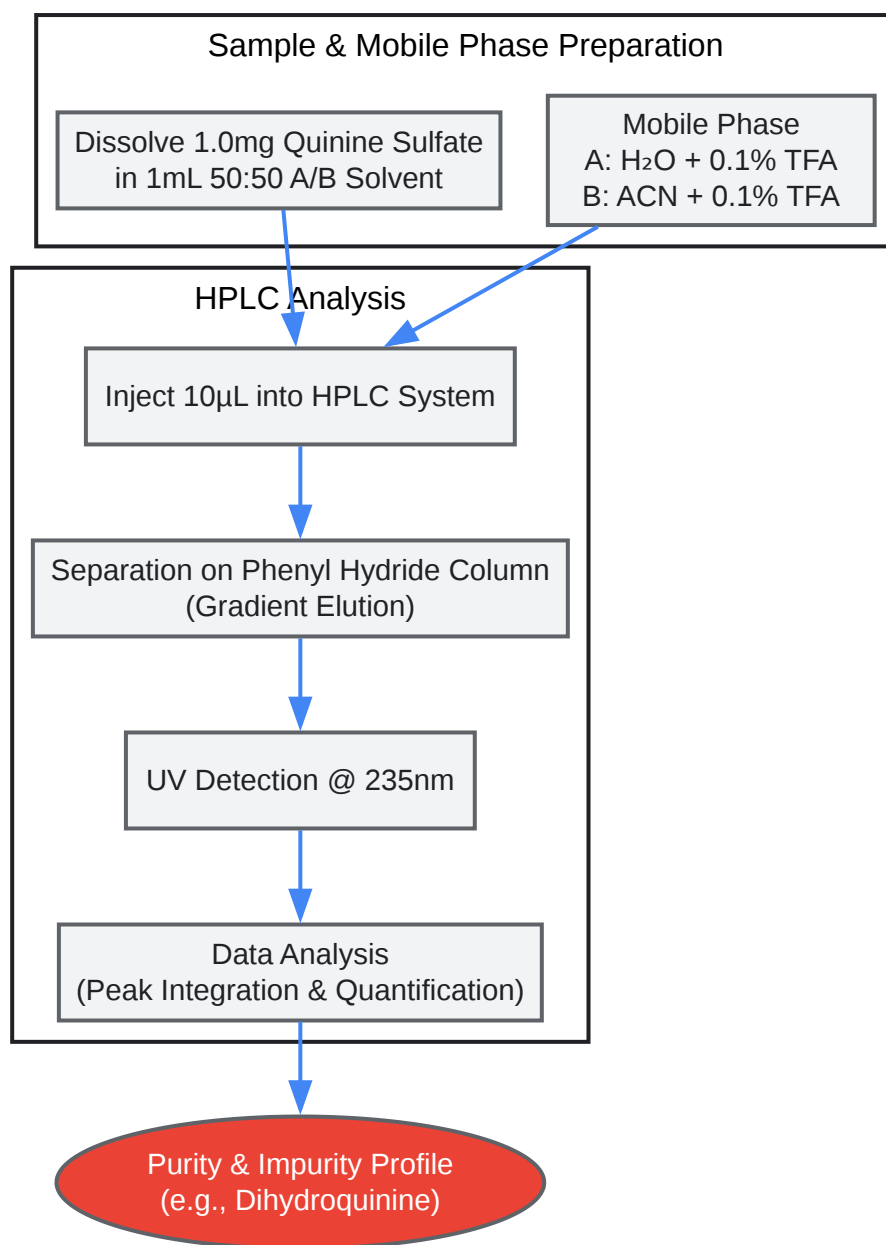 Sample & Mobile Phase Preparation
Dissolve 1.0mg Quinine Sulfate
in 1mL 50:50 A/B Solvent
Mobile Phase
A: H₂O + 0.1% TFA
B: ACN + 0.1% TFA
HPLC Analysis
Inject 10µL into HPLC System
Separation on Phenyl Hydride Column
(Gradient Elution)
UV Detection @ 235nm
Data Analysis
(Peak Integration & Quantification)
Purity & Impurity Profile
(e.g., Dihydroquinine)